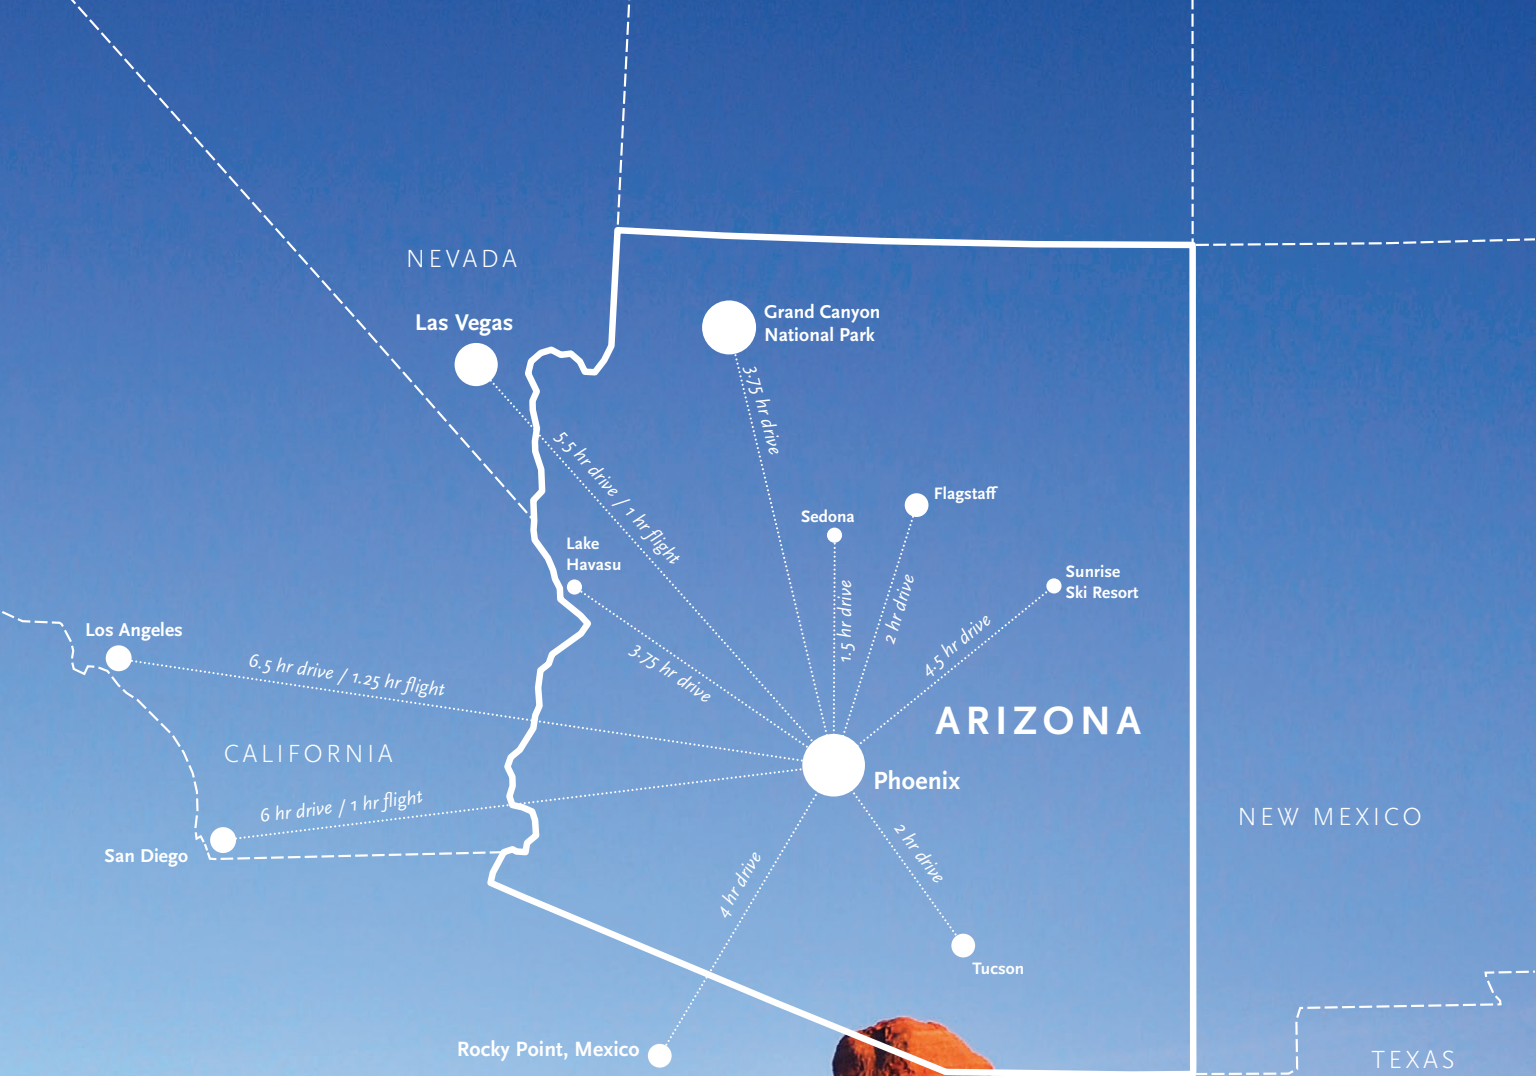 NEVADA
Las Vegas
Grand Canyon
National Park
3.75 hr drive
5.5 hr drive / 1 hr flight
Flagstaff
Sedona
Lake
Havasu
Sunrise
Ski Resort
1.5 hr drive
2 hr drive
4.5 hr drive
Los Angeles
6.5 hr drive / 1.25 hr flight
3.75 hr drive
ARIZONA
CALIFORNIA
Phoenix
6 hr drive / 1 hr flight
NEW MEXICO
San Diego
4 hr drive
2 hr drive
Tucson
Rocky Point, Mexico
TEXAS